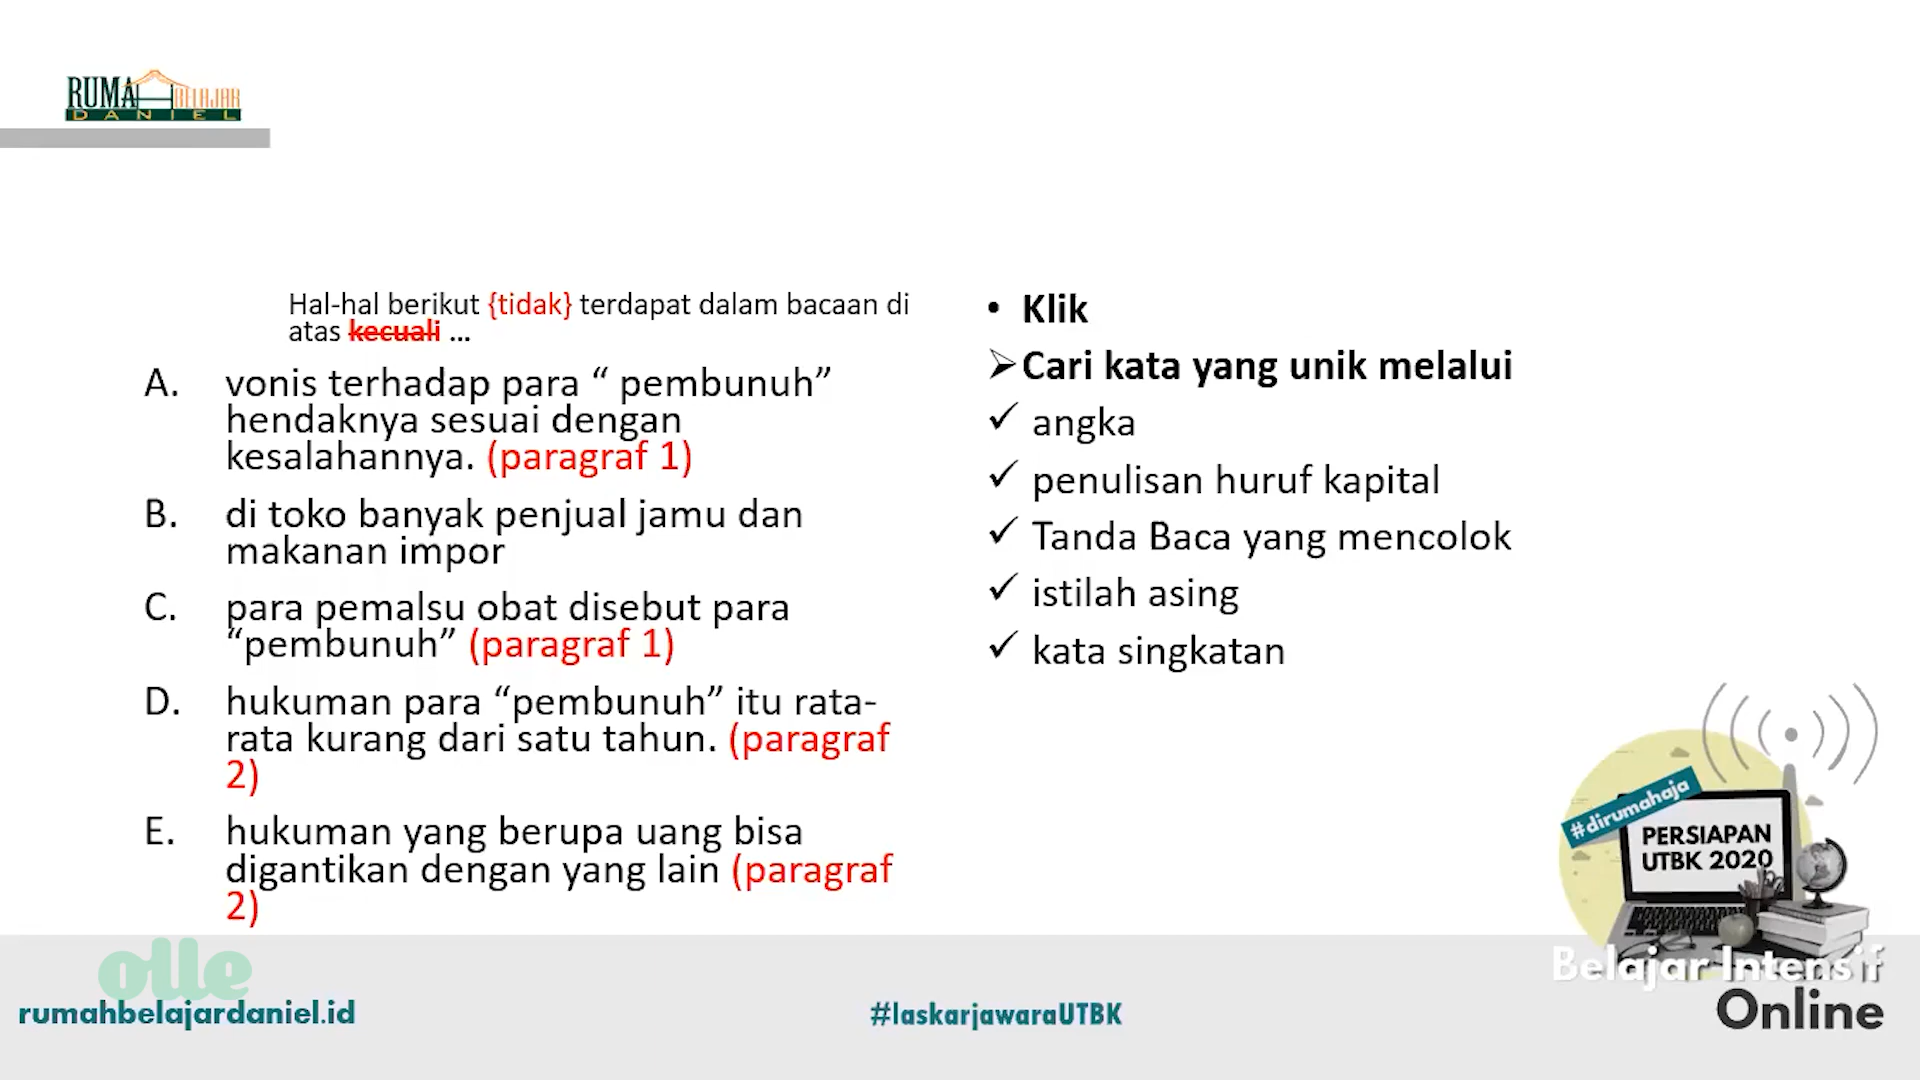 RUMA BELAJAR
DANIEL
Hal-hal berikut {tidak} terdapat dalam bacaan di
atas kecuali ...
A. vonis terhadap para “ pembunuh”
hendaknya sesuai dengan
kesalahannya. (paragraf 1)
B. di toko banyak penjual jamu dan
makanan impor
C. para pemalsu obat disebut para
“pembunuh” (paragraf 1)
D. hukuman para “pembunuh” itu rata-
rata kurang dari satu tahun. (paragraf
2)
E. hukuman yang berupa uang bisa
digantikan dengan yang lain (paragraf
2)
• Klik
➢ Cari kata yang unik melalui
✓ angka
✓ penulisan huruf kapital
✓ Tanda Baca yang mencolok
✓ istilah asing
✓ kata singkatan
#dirumahaja
PERSIAPAN
UTBK 2020
Belajar Intensif
Online
olle
rumahbelajardaniel.id
#laskarjawaraUTBK